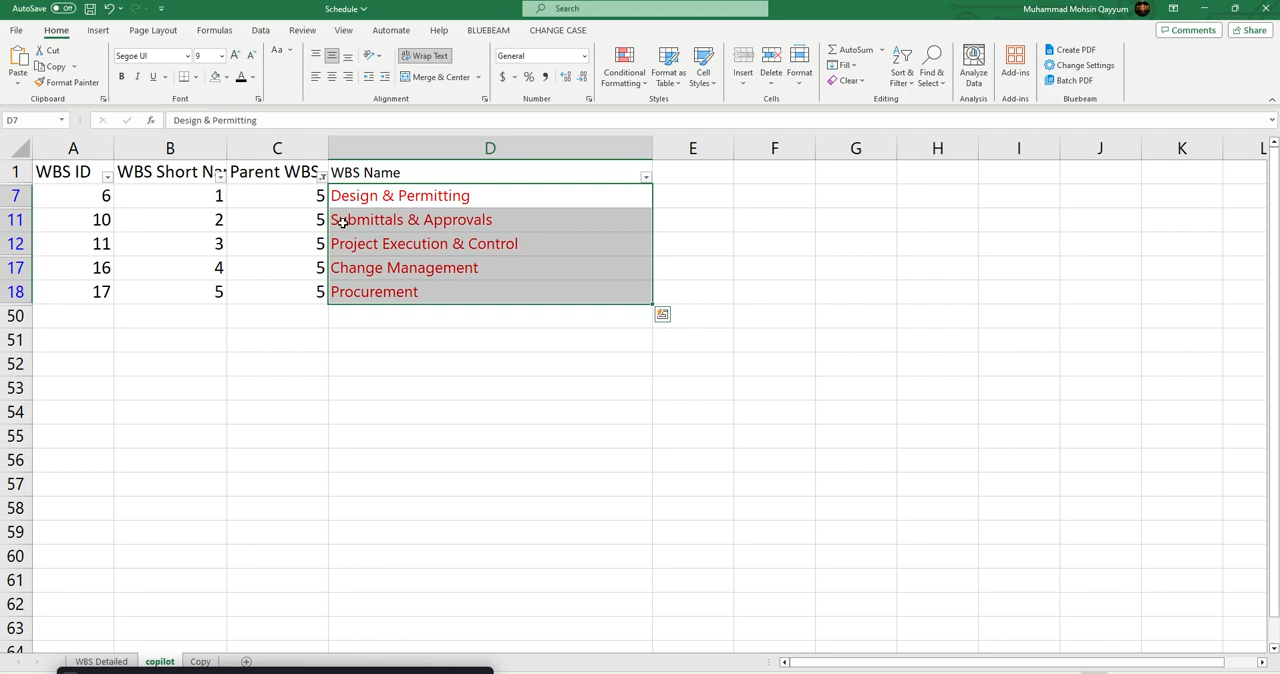 AutoSave Off
Schedule
Search
Muhammad Mohsin Qayyum
File Home Insert Page Layout Formulas Data Review View Automate Help BLUEBEAM CHANGE CASE
Comments Share
Paste
Cut
Copy
Format Painter
Clipboard
Segoe UI 9 A A Aa
B I U A
Font
Wrap Text
Merge & Center
Alignment
General
$ % ,
Number
Conditional Formatting
Format as Table
Cell Styles
Styles
Insert Delete Format
Cells
AutoSum
Fill
Clear
Sort & Filter
Find & Select
Editing
Analyze Data
Analysis
Add-ins
Add-ins
Create PDF
Change Settings
Batch PDF
Bluebeam
D7 fx Design & Permitting
A B C D E F G H I J K L
1 WBS ID WBS Short Na Parent WBS WBS Name
7 6 1 5 Design & Permitting
11 10 2 5 Submittals & Approvals
12 11 3 5 Project Execution & Control
17 16 4 5 Change Management
18 17 5 5 Procurement
50
51
52
53
54
55
56
57
58
59
60
61
62
63
64
WBS Detailed copilot Copy